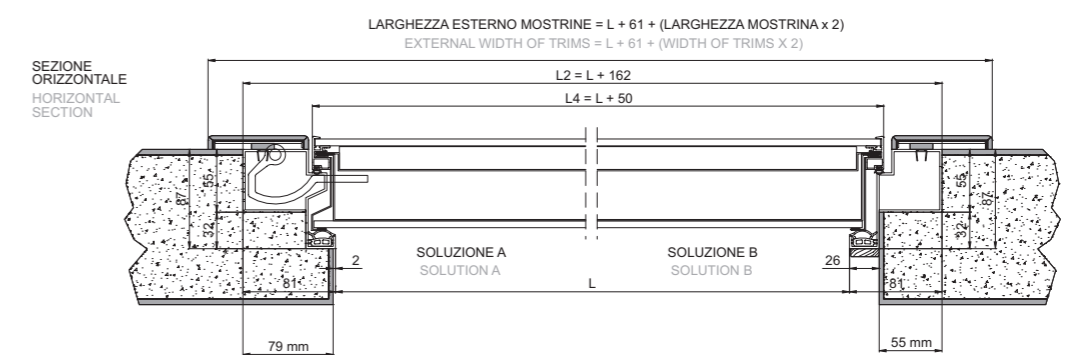 LARGHEZZA ESTERNO MOSTRINE = L + 61 + (LARGHEZZA MOSTRINA x 2)
EXTERNAL WIDTH OF TRIMS = L + 61 + (WIDTH OF TRIMS X 2)
SEZIONE
ORIZZONTALE
HORIZONTAL
SECTION
L2 = L + 162
L4 = L + 50
87
55
32
55
87
32
SOLUZIONE A
SOLUTION A
SOLUZIONE B
SOLUTION B
2
26
81
L
81
79 mm
55 mm